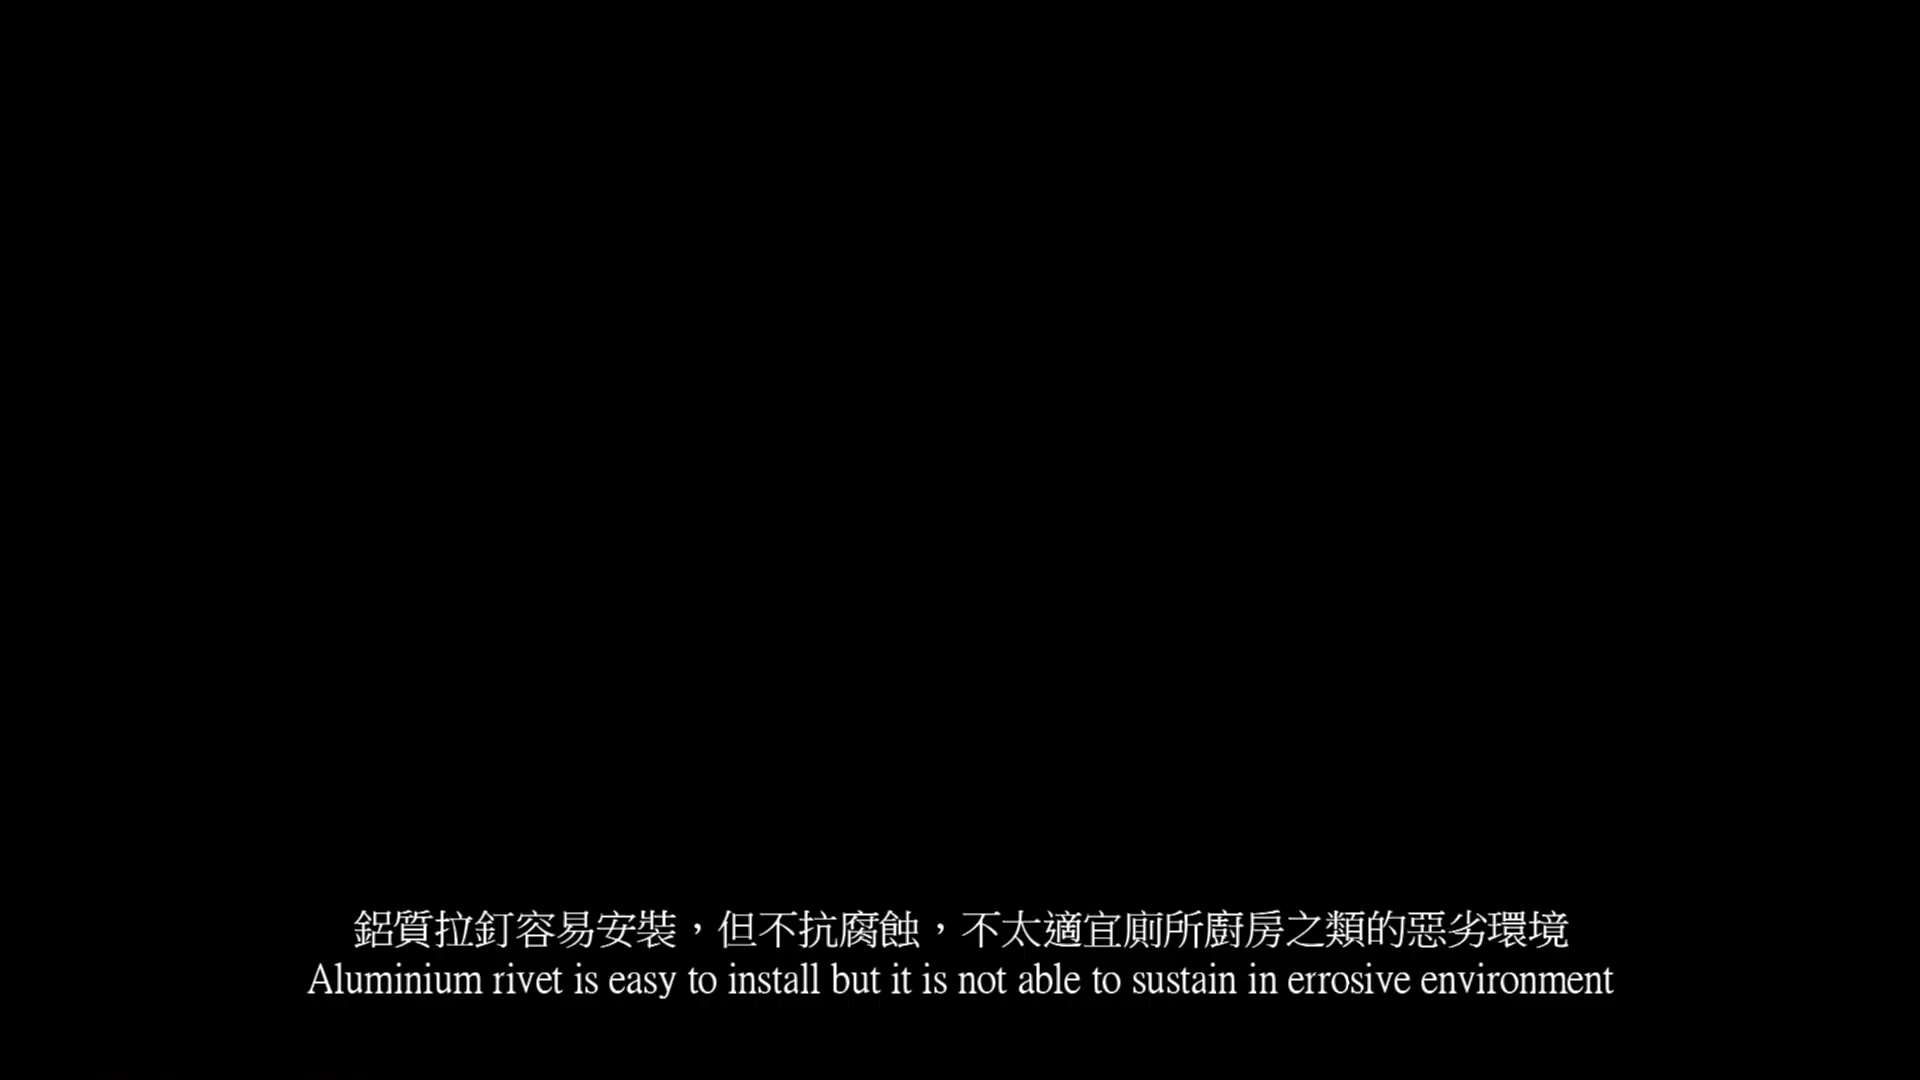 鋁質拉釘容易安裝，但不抗腐蝕，不太適宜廁所廚房之類的惡劣環境
Aluminium rivet is easy to install but it is not able to sustain in errosive environment